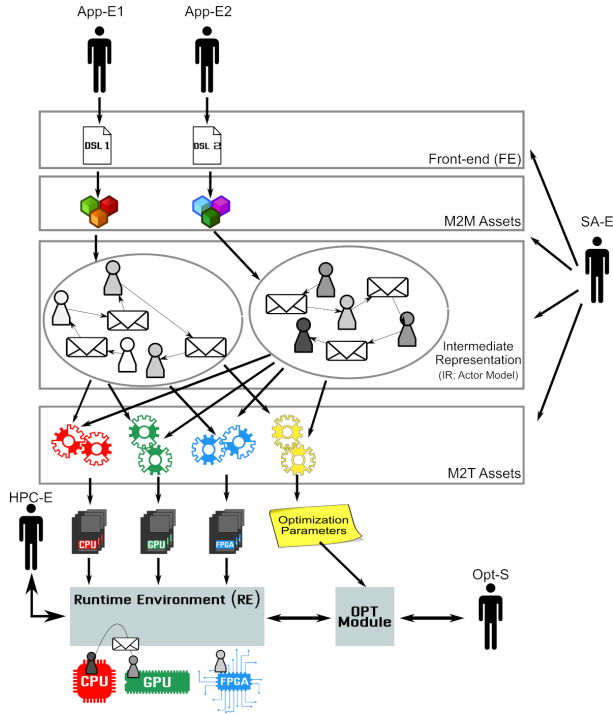 App-E1
App-E2
DSL 1
DSL 2
Front-end (FE)
M2M Assets
SA-E
Intermediate
Representation
(IR; Actor Model)
M2T Assets
HPC-E
CPU
GPU
FPGA
Optimization
Parameters
Opt-S
Runtime Environment (RE)
OPT
Module
CPU
GPU
FPGA